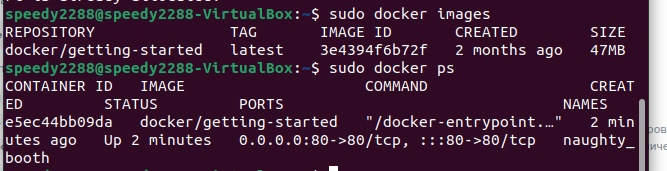 speedy2288@speedy2288-VirtualBox:~$ sudo docker images
REPOSITORY TAG IMAGE ID CREATED SIZE
docker/getting-started latest 3e4394f6b72f 2 months ago 47MB
speedy2288@speedy2288-VirtualBox:~$ sudo docker ps
CONTAINER ID IMAGE COMMAND CREAT
ED STATUS PORTS NAMES
e5ec44bb09da docker/getting-started "/docker-entrypoint.…" 2 min
utes ago Up 2 minutes 0.0.0.0:80->80/tcp, :::80->80/tcp naughty_
booth